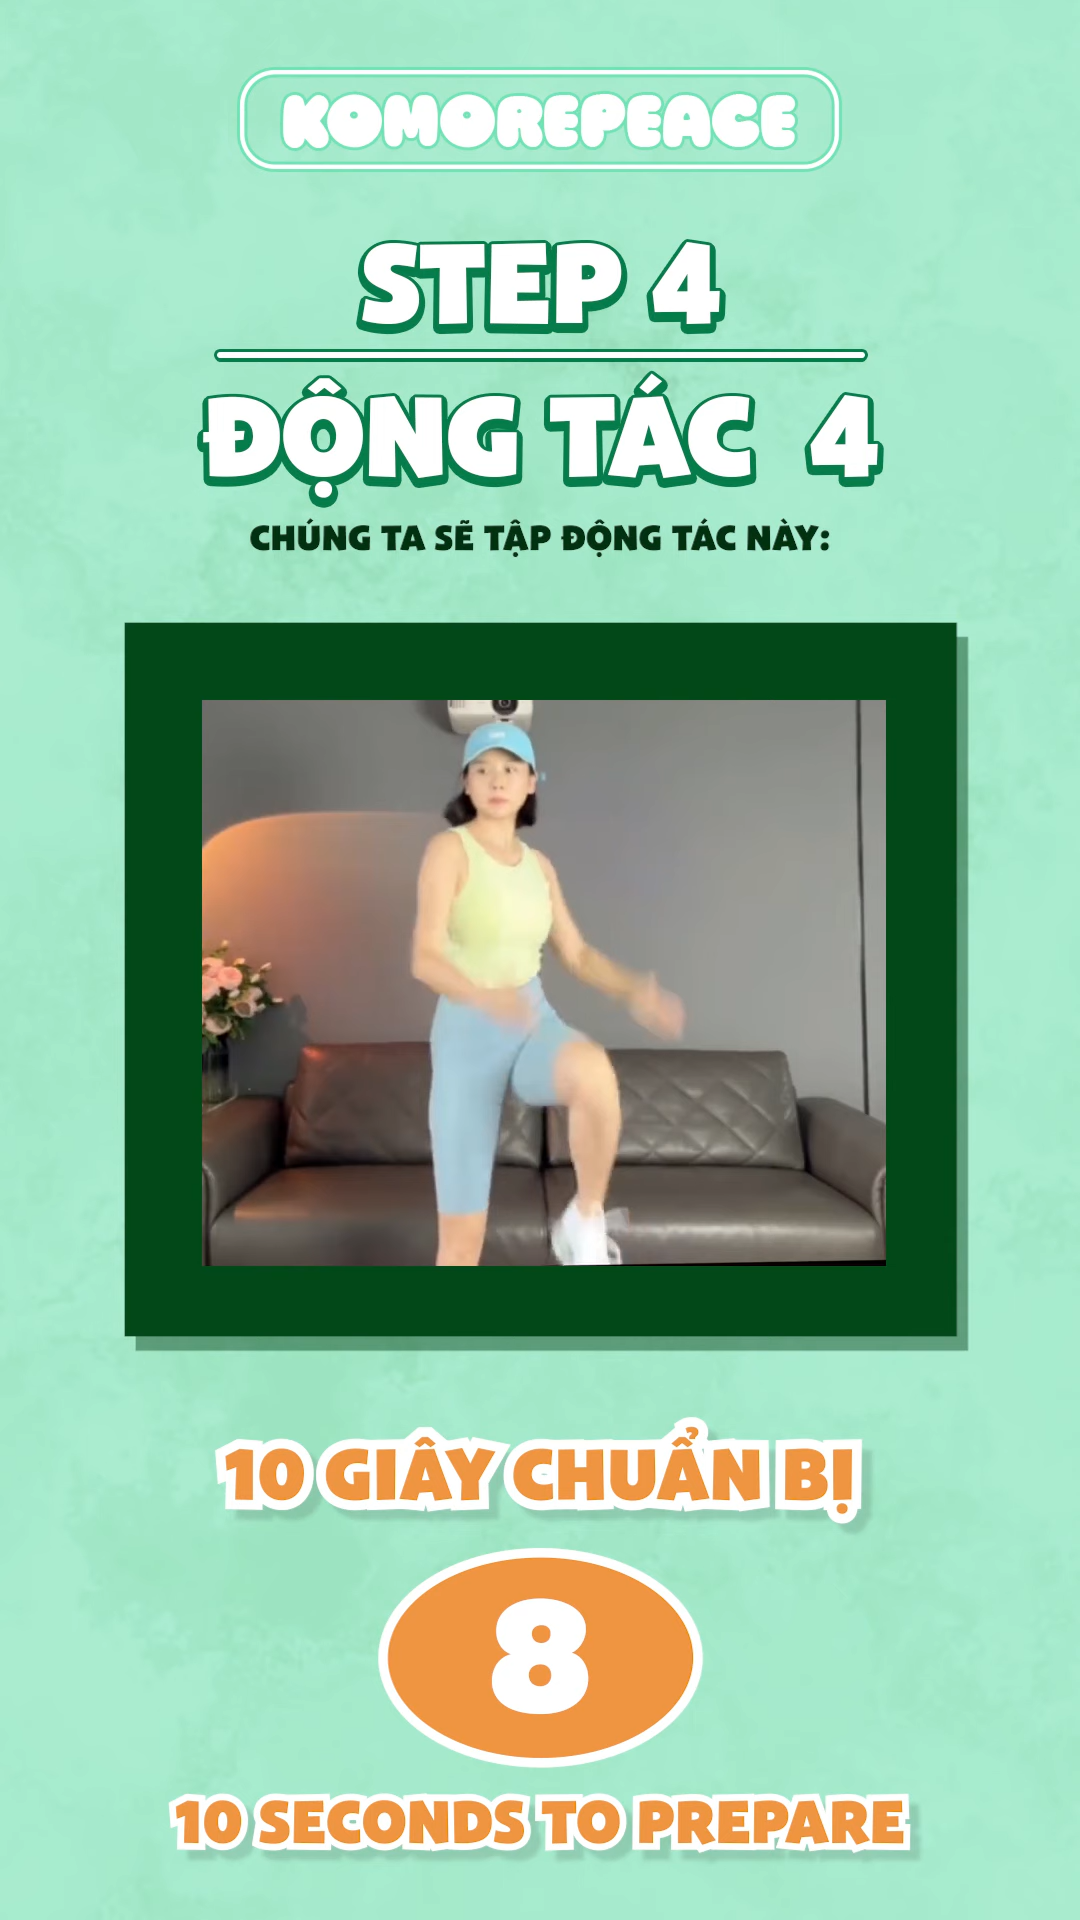 KOMOREPEACE
STEP 4
ĐỘNG TÁC 4
CHÚNG TA SẼ TẬP ĐỘNG TÁC NÀY:
10 GIÂY CHUẨN BỊ
8
10 SECONDS TO PREPARE